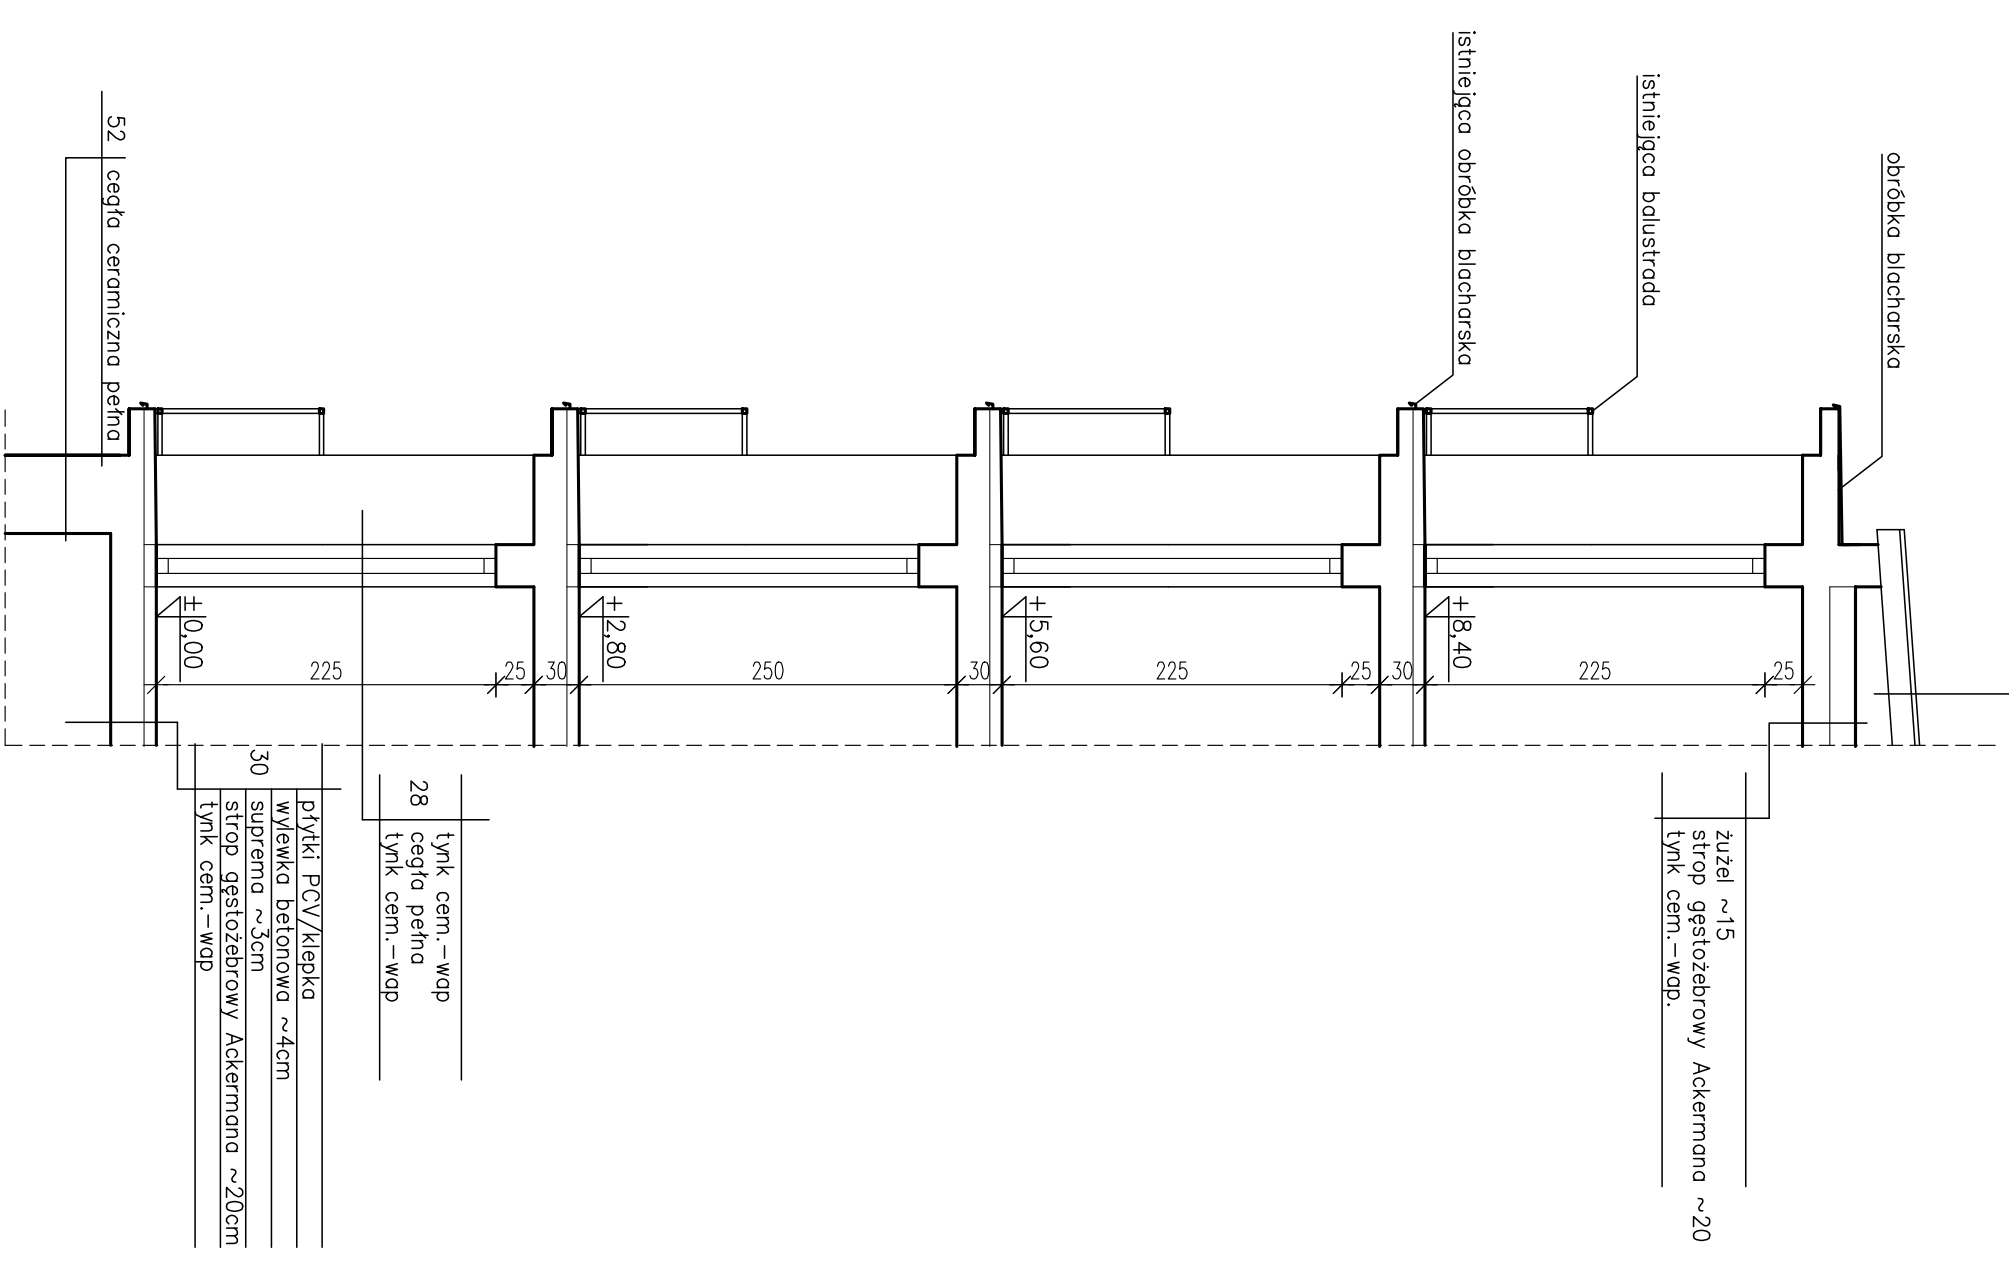 obróbka blacharska
istniejąca balustrada
istniejąca obróbka blacharska
52 cegła ceramiczna pełna
±0,00
+2,80
+5,60
+8,40
225
25
30
250
30
225
25
30
225
25
żużel ~15
strop gęstożebrowy Ackermana ~20
tynk cem.-wap.
28
tynk cem.-wap
cegła pełna
tynk cem.-wap
30
płytki PCV/klepka
wylewka betonowa ~4cm
suprema ~3cm
strop gęstożebrowy Ackermana ~20cm
tynk cem.-wap